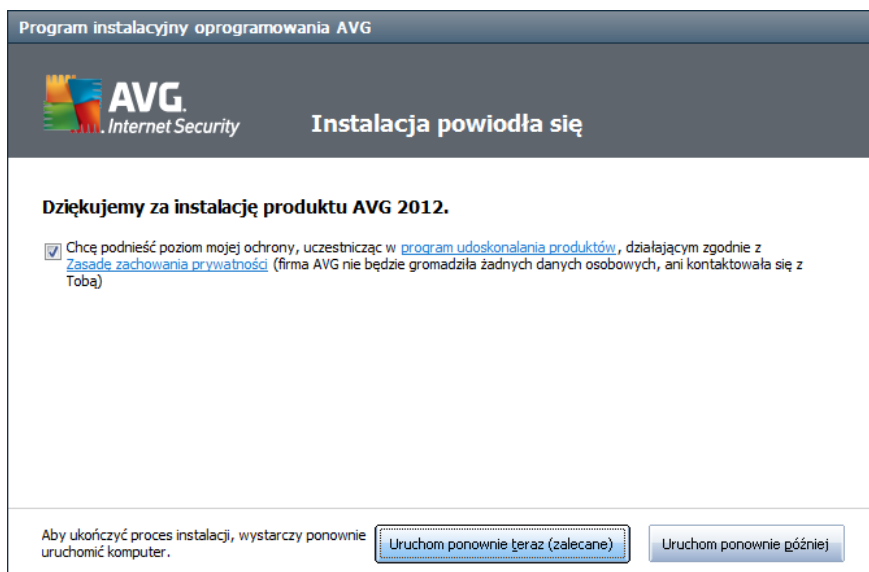 Program instalacyjny oprogramowania AVG
AVG.
Internet Security
Instalacja powiodła się
Dziękujemy za instalację produktu AVG 2012.
Chcę podnieść poziom mojej ochrony, uczestnicząc w program udoskonalania produktów, działającym zgodnie z
Zasadę zachowania prywatności (firma AVG nie będzie gromadziła żadnych danych osobowych, ani kontaktowała się z
Tobą)
Aby ukończyć proces instalacji, wystarczy ponownie
uruchomić komputer.
Uruchom ponownie teraz (zalecane)
Uruchom ponownie później